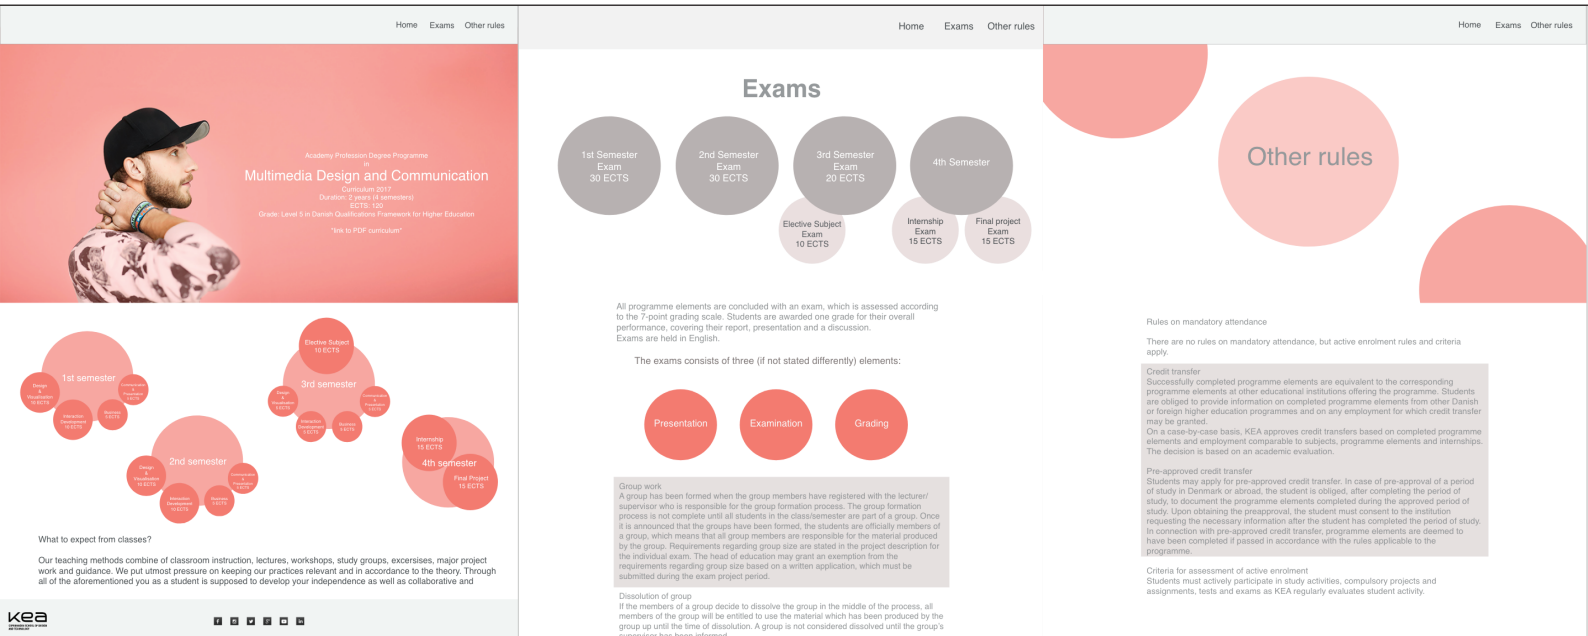 Home Exams Other rules
Academy Profession Degree Programme
in
Multimedia Design and Communication
Curriculum 2017
Duration: 2 years (4 semesters)
ECTS: 120
Grade: Level 5 in Danish Qualifications Framework for Higher Education
"link to PDF curriculum"
1st semester
Design
&
Visualisation
10 ECTS
Interaction
Development
10 ECTS
Business
5 ECTS
Communication
&
Presentation
5 ECTS
2nd semester
Design
&
Visualisation
10 ECTS
Interaction
Development
10 ECTS
Business
5 ECTS
Communication
&
Presentation
5 ECTS
Elective Subject
10 ECTS
3rd semester
Design
&
Visualisation
5 ECTS
Interaction
Development
5 ECTS
Business
5 ECTS
Communication
&
Presentation
5 ECTS
Internship
15 ECTS
4th semester
Final Project
15 ECTS
What to expect from classes?
Our teaching methods combine of classroom instruction, lectures, workshops, study groups, excersises, major project
work and guidance. We put utmost pressure on keeping our practices relevant and in accordance to the theory. Through
all of the aforementioned you as a student is supposed to develop your independence as well as collaborative and
kea
COPENHAGEN SCHOOL OF DESIGN
AND TECHNOLOGY
Home Exams Other rules
Exams
1st Semester
Exam
30 ECTS
2nd Semester
Exam
30 ECTS
3rd Semester
Exam
20 ECTS
4th Semester
Elective Subject
Exam
10 ECTS
Internship
Exam
15 ECTS
Final project
Exam
15 ECTS
All programme elements are concluded with an exam, which is assessed according
to the 7-point grading scale. Students are awarded one grade for their overall
performance, covering their report, presentation and a discussion.
Exams are held in English.
The exams consists of three (if not stated differently) elements:
Presentation
Examination
Grading
Group work
A group has been formed when the group members have registered with the lecturer/
supervisor who is responsible for the group formation process. The group formation
process is not complete until all students in the class/semester are part of a group. Once
it is announced that the groups have been formed, the students are officially members of
a group, which means that all group members are responsible for the material produced
by the group. Requirements regarding group size are stated in the project description for
the individual exam. The head of education may grant an exemption from the
requirements regarding group size based on a written application, which must be
submitted during the exam project period.
Dissolution of group
If the members of a group decide to dissolve the group in the middle of the process, all
members of the group will be entitled to use the material which has been produced by the
group up until the time of dissolution. A group is not considered dissolved until the group's
supervisor has been informed.
Home Exams Other rules
Other rules
Rules on mandatory attendance
There are no rules on mandatory attendance, but active enrolment rules and criteria
apply.
Credit transfer
Successfully completed programme elements are equivalent to the corresponding
programme elements at other educational institutions offering the programme. Students
are obliged to provide information on completed programme elements from other Danish
or foreign higher education programmes and on any employment for which credit transfer
may be granted.
On a case-by-case basis, KEA approves credit transfers based on completed programme
elements and employment comparable to subjects, programme elements and internships.
The decision is based on an academic evaluation.
Pre-approved credit transfer
Students may apply for pre-approved credit transfer. In case of pre-approval of a period
of study in Denmark or abroad, the student is obliged, after completing the period of
study, to document the programme elements completed during the approved period of
study. Upon obtaining the preapproval, the student must consent to the institution
requesting the necessary information after the student has completed the period of study.
In connection with pre-approved credit transfer, programme elements are deemed to
have been completed if passed in accordance with the rules applicable to the
programme.
Criteria for assessment of active enrolment
Students must actively participate in study activities, compulsory projects and
assignments, tests and exams as KEA regularly evaluates student activity.